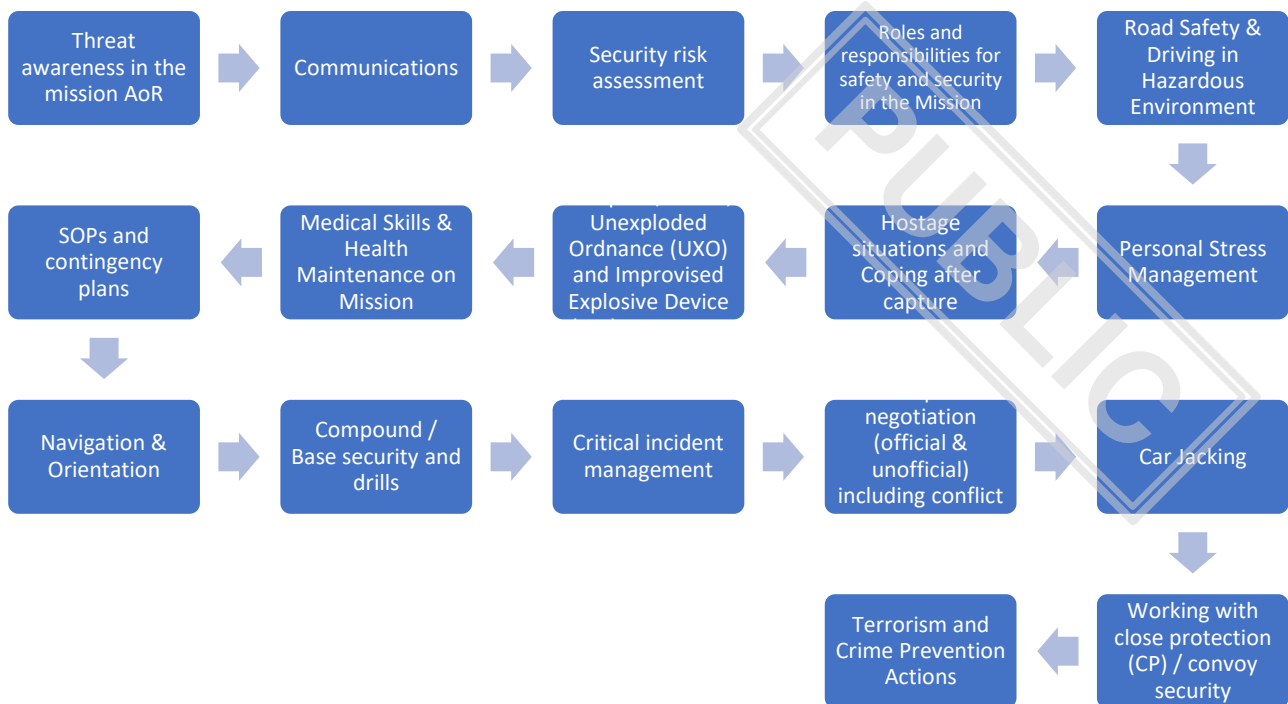 Threat
awareness in the
mission AoR
Communications
Security risk
assessment
Roles and
responsibilities for
safety and security
in the Mission
Road Safety &
Driving in
Hazardous
Environment
Personal Stress
Management
Hostage
situations and
Coping after
capture
Unexploded
Ordnance (UXO)
and Improvised
Explosive Device
Medical Skills &
Health
Maintenance on
Mission
SOPs and
contingency
plans
Navigation &
Orientation
Compound /
Base security and
drills
Critical incident
management
negotiation
(official &
unofficial)
including conflict
Car Jacking
Working with
close protection
(CP) / convoy
security
Terrorism and
Crime Prevention
Actions
PUBLIC